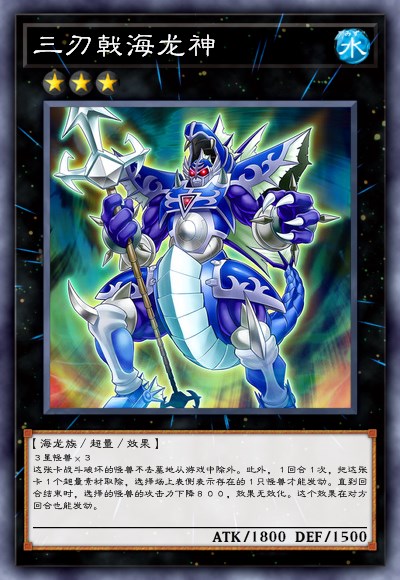 三刃戟海龙神
水
【海龙族／超量／效果】
３星怪兽×３
这张卡战斗破坏的怪兽不去墓地从游戏中除外。此外，１回合１次，把这张
卡１个超量素材取除，选择场上表侧表示存在的１只怪兽才能发动。直到回
合结束时，选择的怪兽的攻击力下降８００，效果无效化。这个效果在对方
回合也能发动。
ATK/1800 DEF/1500